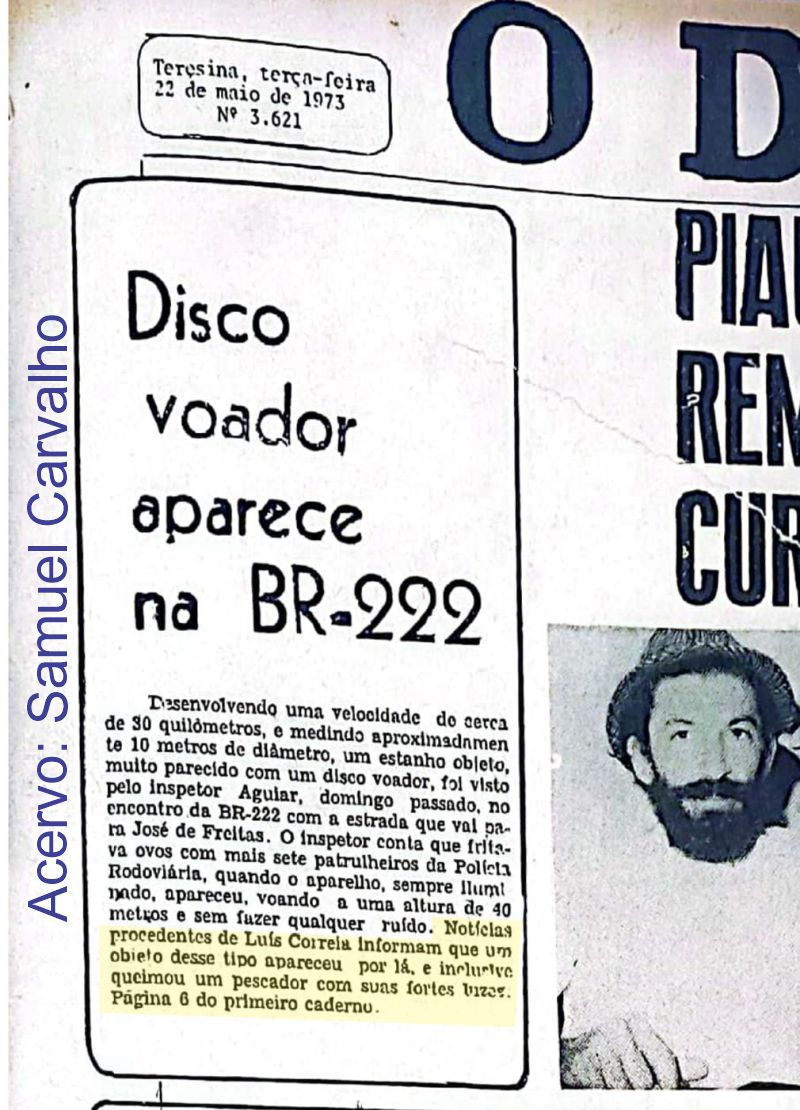 Teresina, terça-feira
22 de maio de 1973
Nº 3.621
O D
PIAU
REN
CUR
Disco
voador
aparece
na BR-222
Desenvolvendo uma velocidade de cerca
de 30 quilômetros, e medindo aproximadamen
te 10 metros de diâmetro, um estanho objeto,
muito parecido com um disco voador, foi visto
pelo inspetor Aguiar, domingo passado, no
encontro da BR-222 com a estrada que vai pa-
ra José de Freitas. O inspetor conta que frita-
va ovos com mais sete patrulheiros da Polícia
Rodoviária, quando o aparelho, sempre ilumi
nado, apareceu, voando a uma altura de 40
metros e sem fazer qualquer ruído. Notícias
procedentes de Luís Correia informam que um
objeto desse tipo apareceu por lá, e inclusive
queimou um pescador com suas fortes luzes.
Página 6 do primeiro caderno.
Acervo: Samuel Carvalho